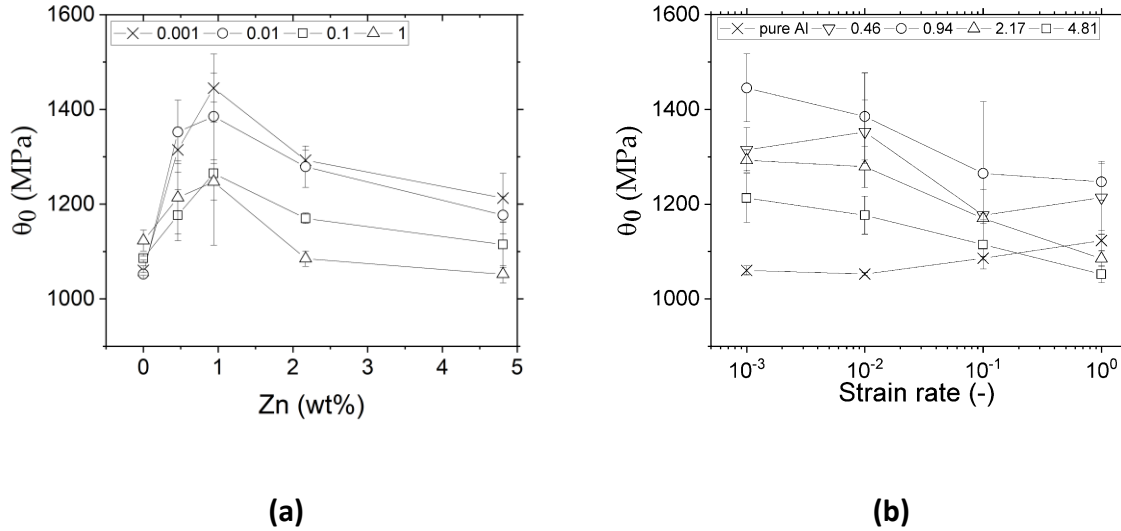 0.001 0.01 0.1 1
1600
1400
1200
1000
θ0 (MPa)
0 1 2 3 4 5
Zn (wt%)
(a)
pure Al 0.46 0.94 2.17 4.81
1600
1400
1200
1000
θ0 (MPa)
10-3 10-2 10-1 100
Strain rate (-)
(b)